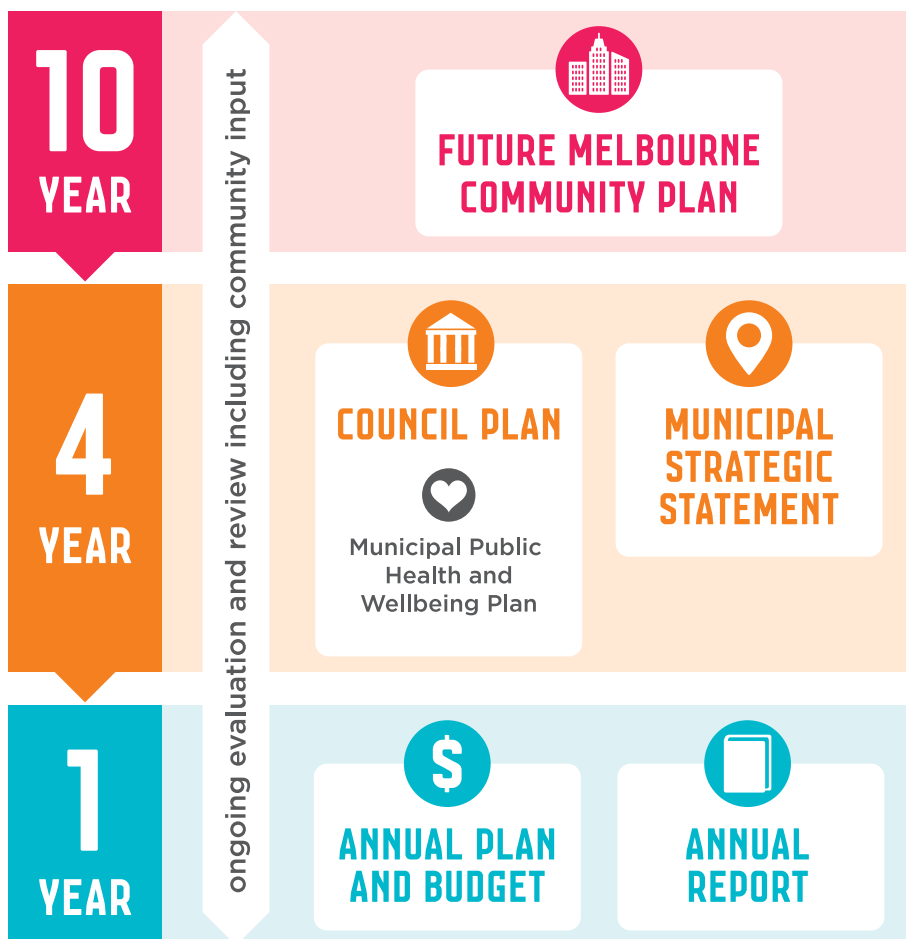 10
YEAR
ongoing evaluation and review including community input
FUTURE MELBOURNE
COMMUNITY PLAN
4
YEAR
COUNCIL PLAN
Municipal Public
Health and
Wellbeing Plan
MUNICIPAL
STRATEGIC
STATEMENT
1
YEAR
$
ANNUAL PLAN
AND BUDGET
ANNUAL
REPORT